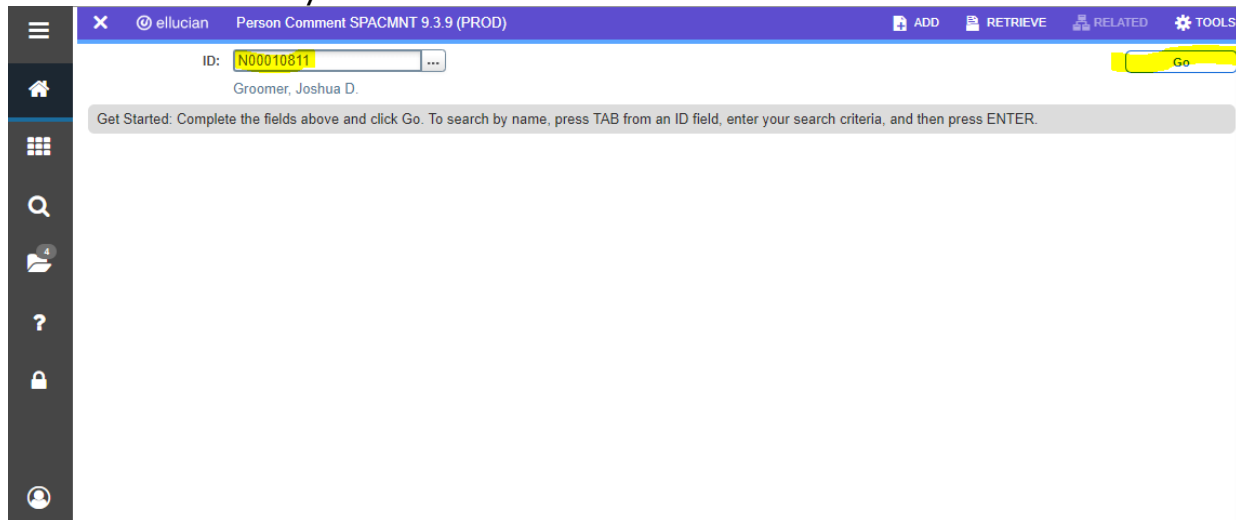 ellucian Person Comment SPACMNT 9.3.9 (PROD) ADD RETRIEVE RELATED TOOLS
ID: N00010811 ... Go
Groomer, Joshua D.
Get Started: Complete the fields above and click Go. To search by name, press TAB from an ID field, enter your search criteria, and then press ENTER.
4
?